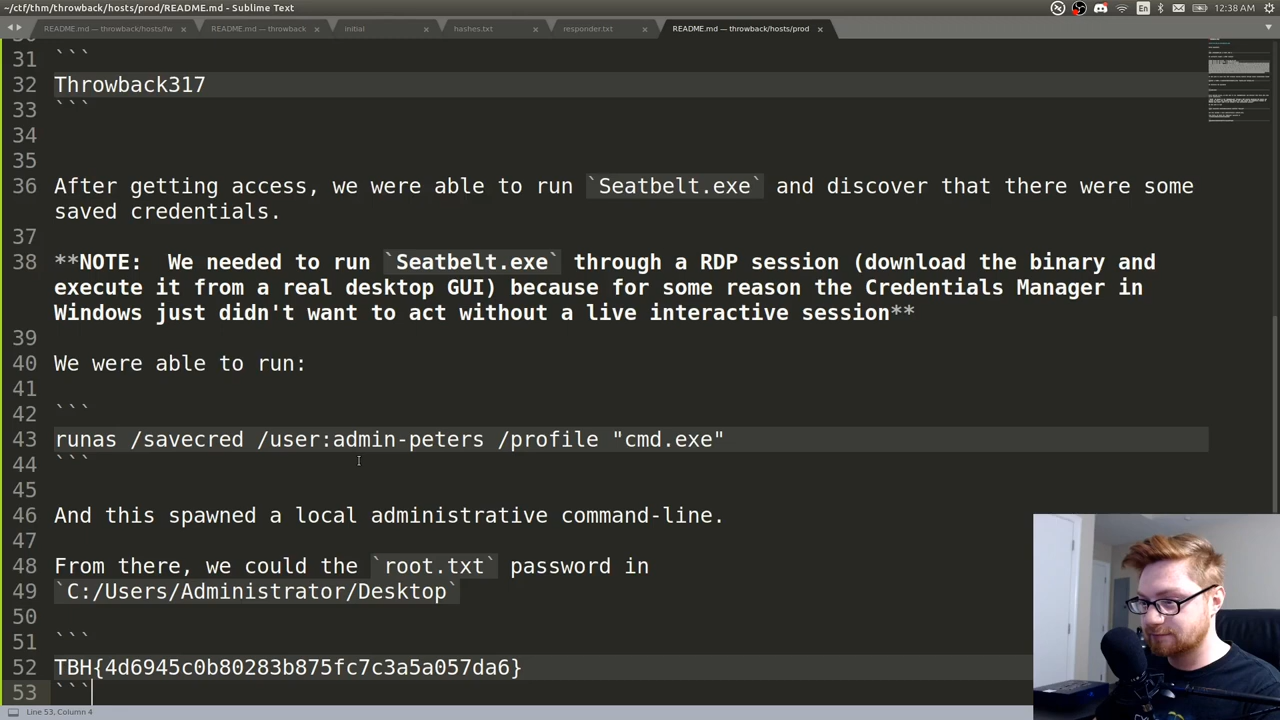 ~/ctf/thm/throwback/hosts/prod/README.md - Sublime Text
En
12:38 AM
README.md — throwback/hosts/fw ×
README.md — throwback ×
initial ×
hashes.txt ×
responder.txt ×
README.md — throwback/hosts/prod ×
31 ```
32 Throwback317
33 ```
34
35
36 After getting access, we were able to run `Seatbelt.exe` and discover that there were some
saved credentials.
37
38 **NOTE:  We needed to run `Seatbelt.exe` through a RDP session (download the binary and
execute it from a real desktop GUI) because for some reason the Credentials Manager in
Windows just didn't want to act without a live interactive session**
39
40 We were able to run:
41
42 ```
43 runas /savecred /user:admin-peters /profile "cmd.exe"
44 ```
45
46 And this spawned a local administrative command-line.
47
48 From there, we could the `root.txt` password in
49 `C:/Users/Administrator/Desktop`
50
51 ```
52 TBH{4d6945c0b80283b875fc7c3a5a057da6}
53 ```
Line 53, Column 4